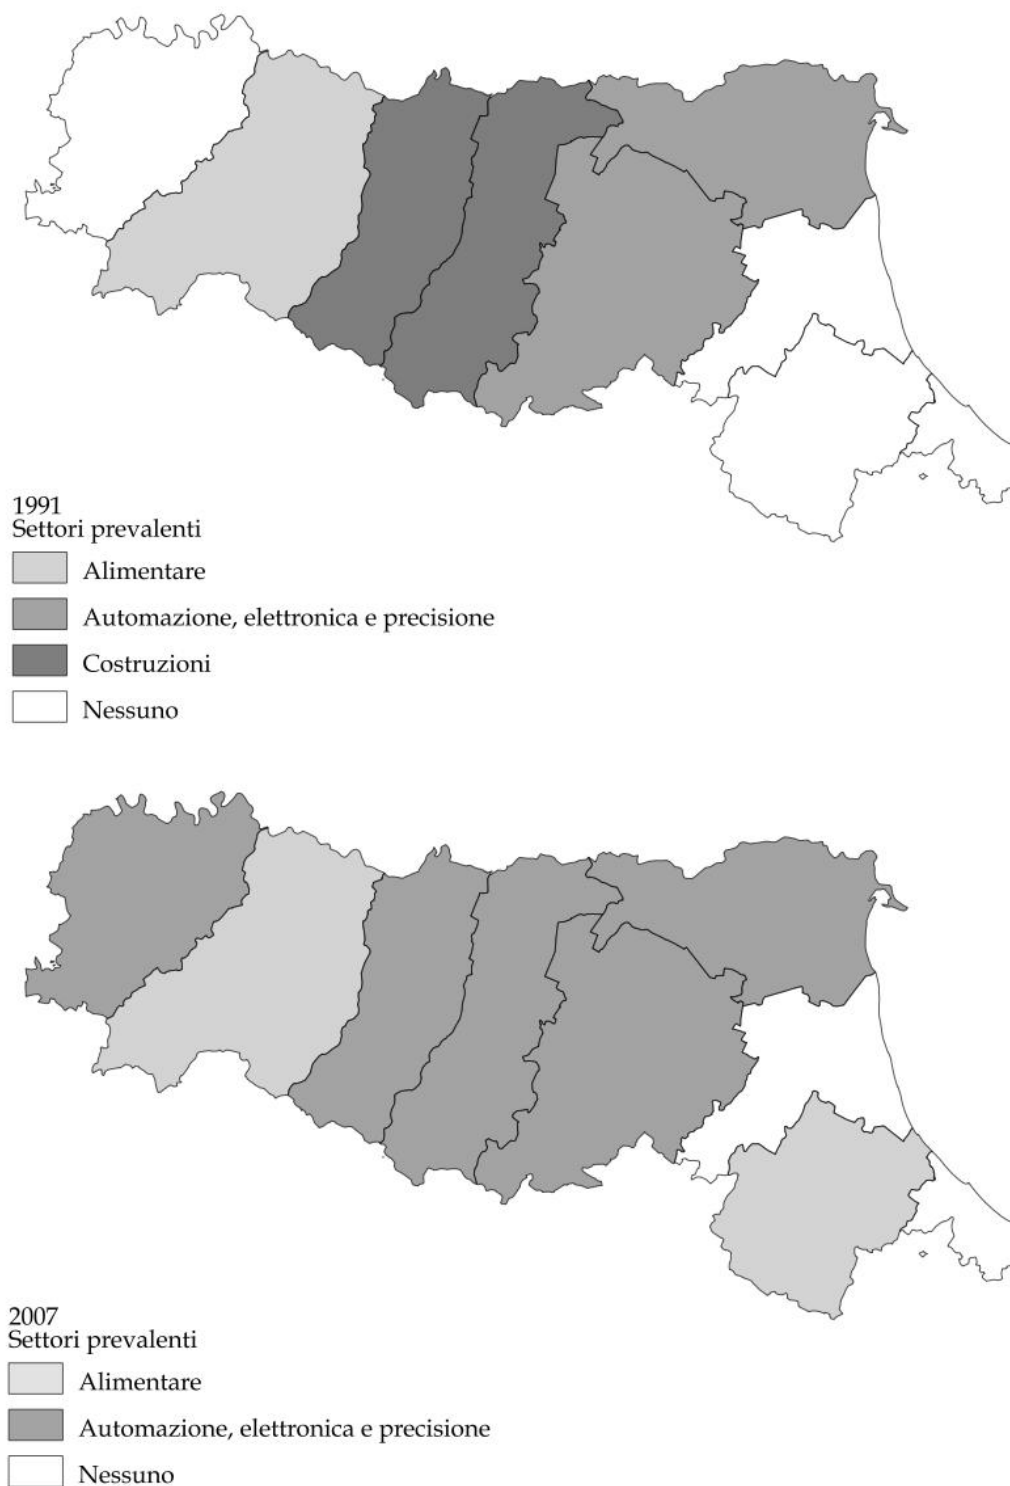 1991
Settori prevalenti
Alimentare
Automazione, elettronica e precisione
Costruzioni
Nessuno
2007
Settori prevalenti
Alimentare
Automazione, elettronica e precisione
Nessuno